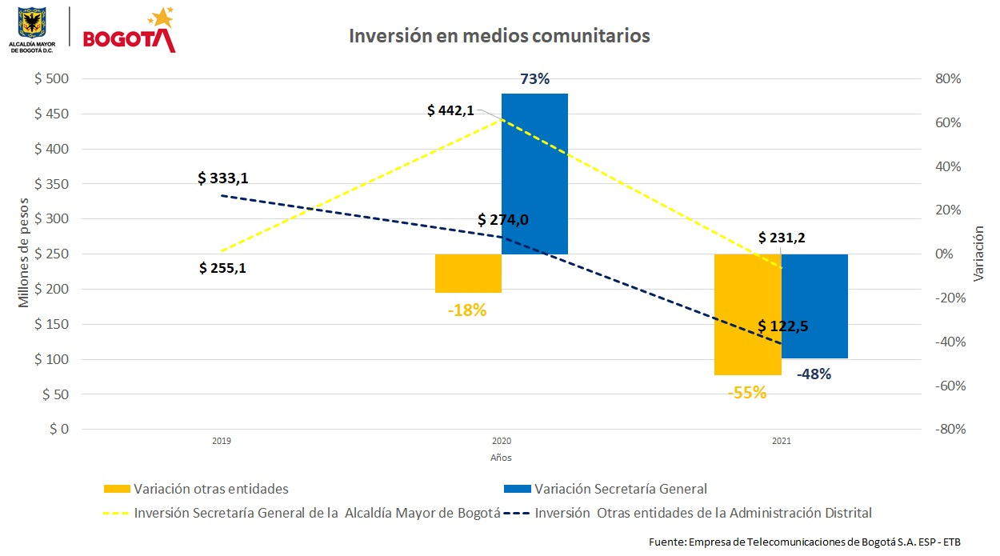 ALCALDÍA MAYOR
DE BOGOTÁ D.C.
BOGOTÁ
Inversión en medios comunitarios
$ 500
$ 450
$ 400
$ 350
$ 300
$ 250
$ 200
$ 150
$ 100
$ 50
$ 0
Millones de pesos
80%
60%
40%
20%
0%
-20%
-40%
-60%
-80%
Variación
73%
$ 442,1
$ 333,1
$ 274,0
$ 231,2
$ 255,1
-18%
$ 122,5
-48%
-55%
2019
2020
2021
Años
Variación otras entidades
Variación Secretaría General
Inversión Secretaría General de la Alcaldía Mayor de Bogotá
Inversión Otras entidades de la Administración Distrital
Fuente: Empresa de Telecomunicaciones de Bogotá S.A. ESP - ETB